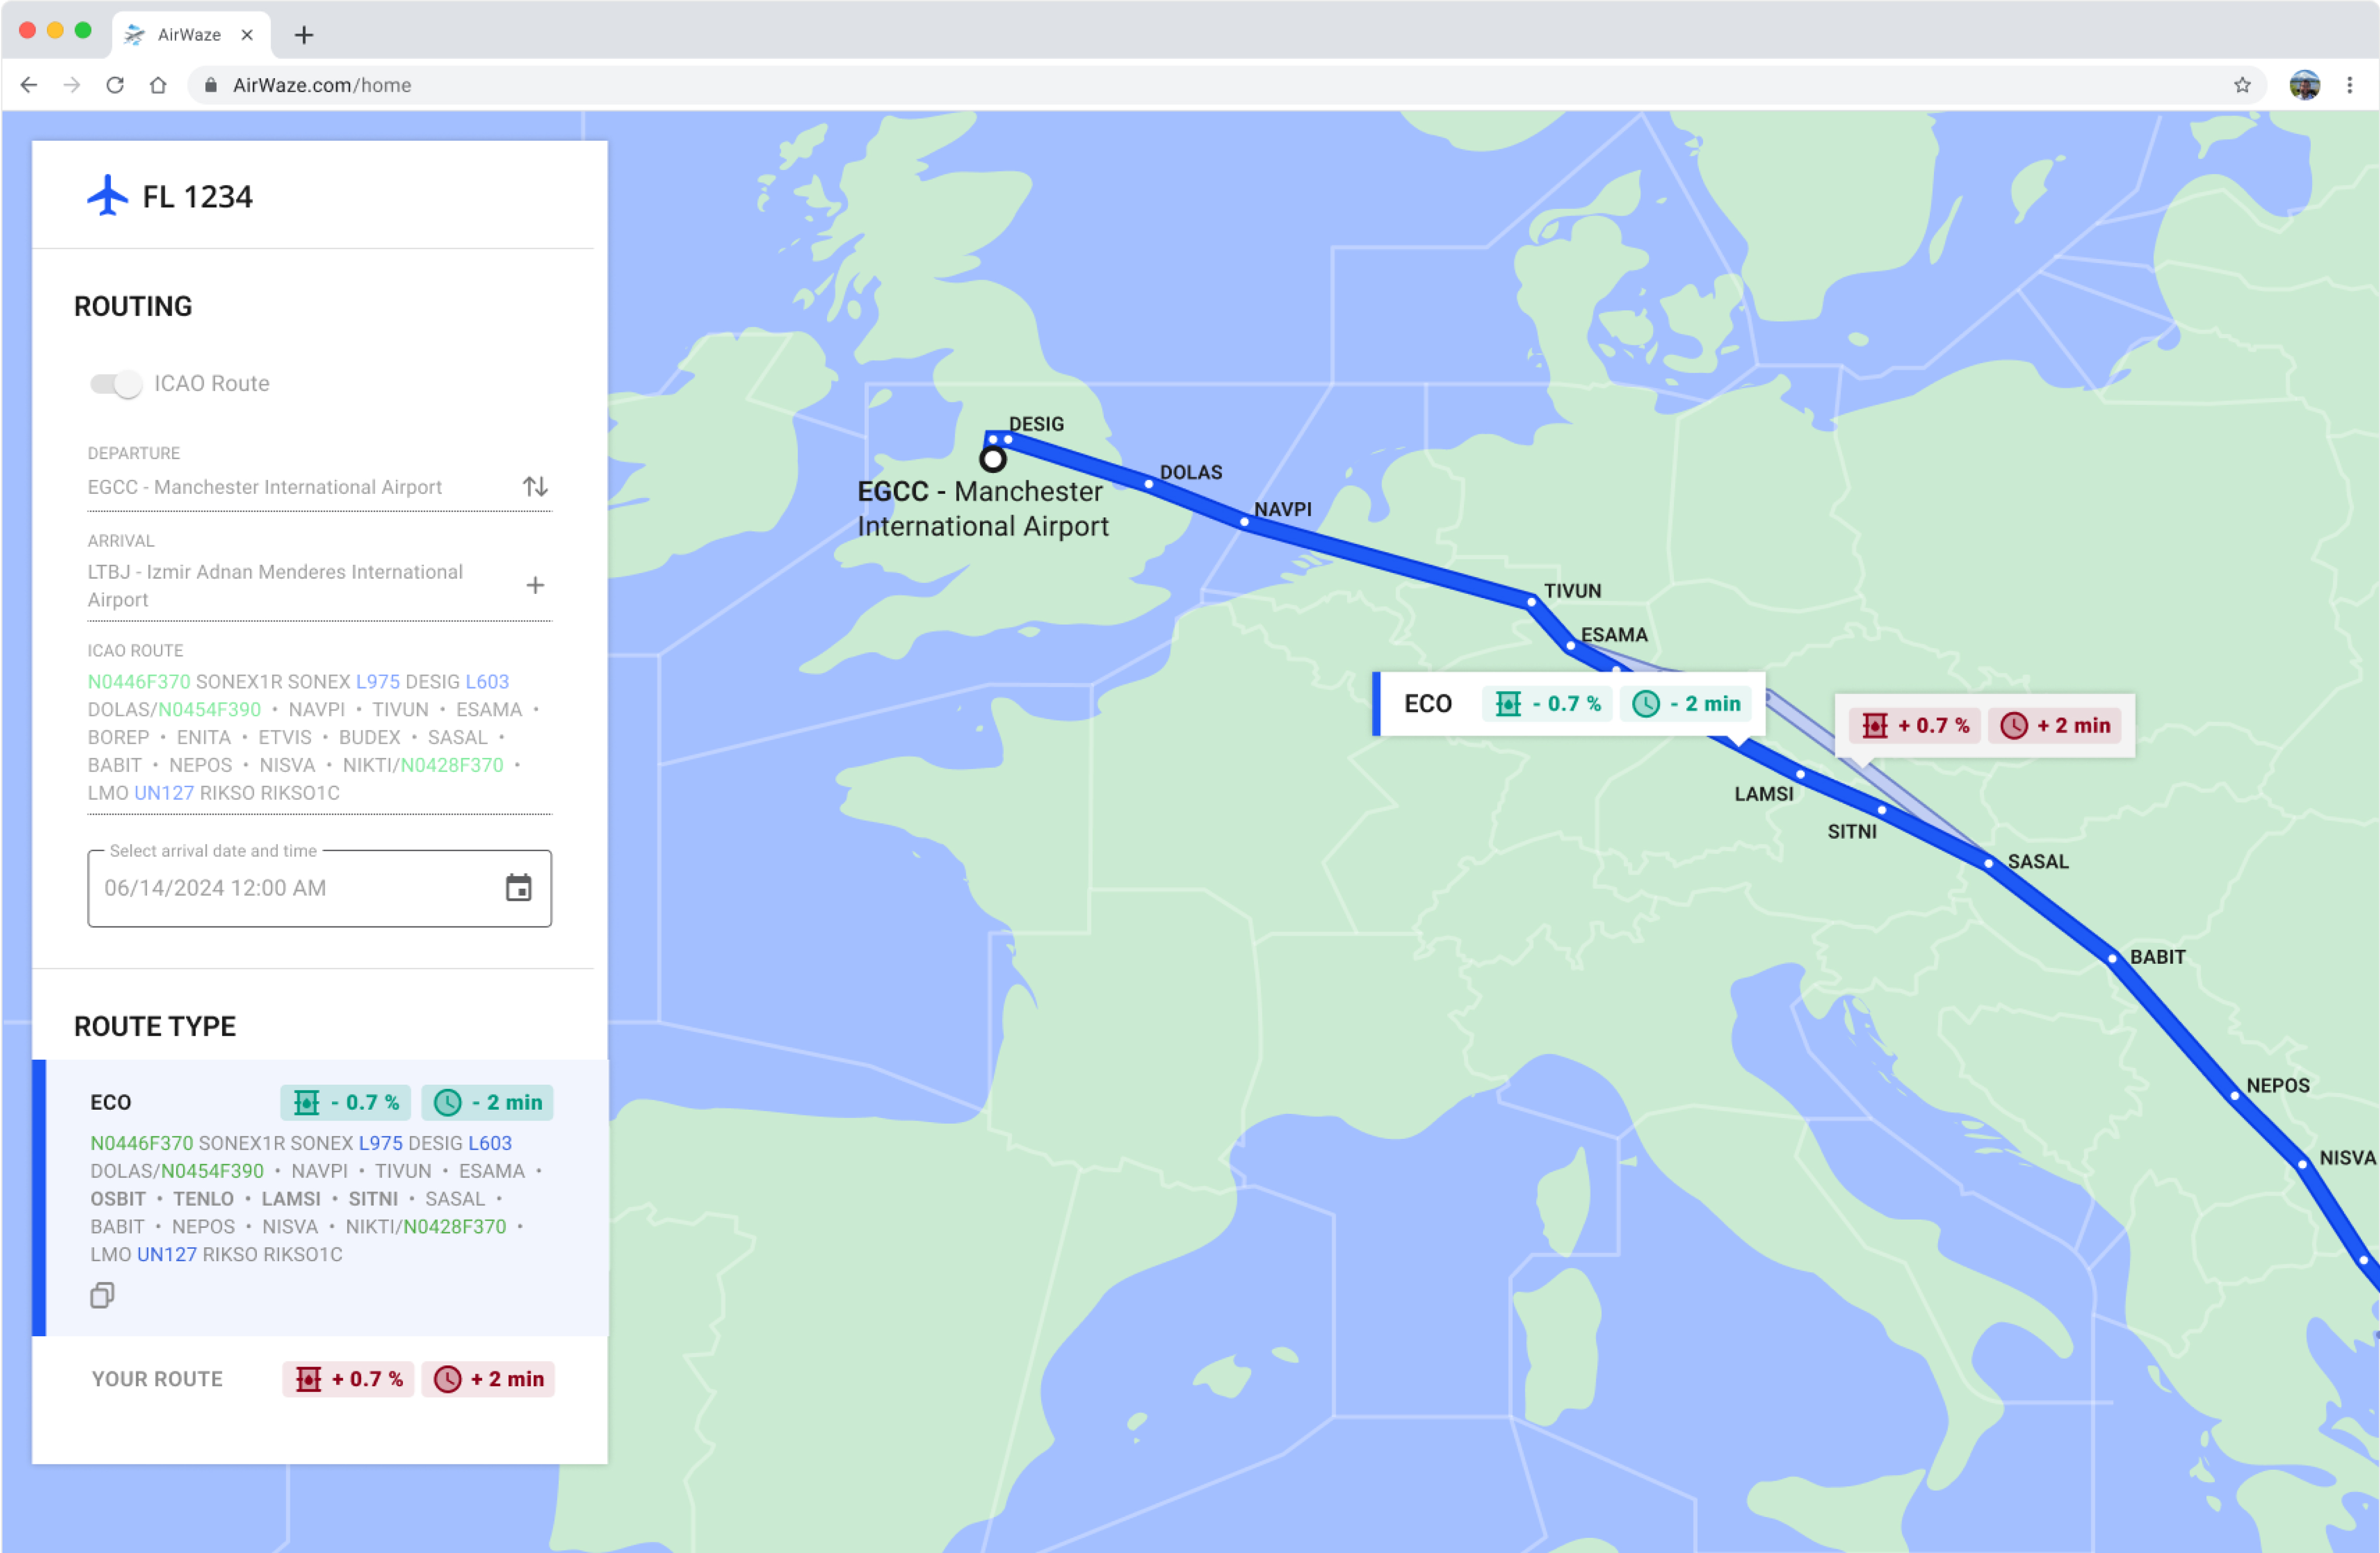 AirWaze
AirWaze.com/home
FL 1234
ROUTING
ICAO Route
DEPARTURE
EGCC - Manchester International Airport
ARRIVAL
LTBJ - Izmir Adnan Menderes International
Airport
ICAO ROUTE
N0446F370 SONEX1R SONEX L975 DESIG L603
DOLAS/N0454F390 • NAVPI • TIVUN • ESAMA •
BOREP • ENITA • ETVIS • BUDEX • SASAL •
BABIT • NEPOS • NISVA • NIKTI/N0428F370 •
LMO UN127 RIKSO RIKSO1C
Select arrival date and time
06/14/2024 12:00 AM
ROUTE TYPE
ECO - 0.7 % - 2 min
N0446F370 SONEX1R SONEX L975 DESIG L603
DOLAS/N0454F390 • NAVPI • TIVUN • ESAMA •
OSBIT • TENLO • LAMSI • SITNI • SASAL •
BABIT • NEPOS • NISVA • NIKTI/N0428F370 •
LMO UN127 RIKSO RIKSO1C
YOUR ROUTE + 0.7 % + 2 min
DESIG
DOLAS
EGCC - Manchester
International Airport
NAVPI
TIVUN
ESAMA
ECO - 0.7 % - 2 min
+ 0.7 % + 2 min
LAMSI
SITNI
SASAL
BABIT
NEPOS
NISVA